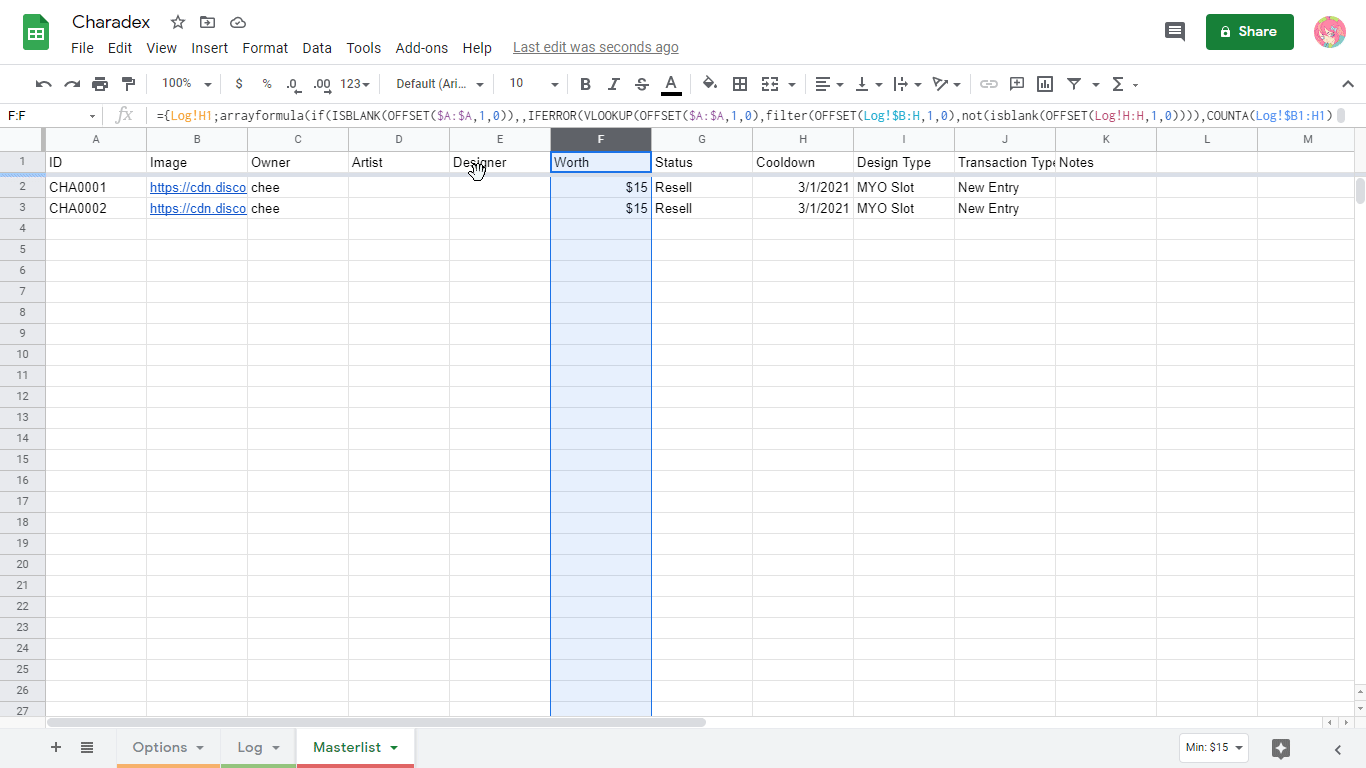 Charadex
File Edit View Insert Format Data Tools Add-ons Help Last edit was seconds ago
Share
100% $ % .0 .00 123 Default (Ari... 10 B I S A
F:F fx ={Log!H1;arrayformula(if(ISBLANK(OFFSET($A:$A,1,0)),,IFERROR(VLOOKUP(OFFSET($A:$A,1,0),filter(OFFSET(Log!$B:H,1,0),not(isblank(OFFSET(Log!H:H,1,0)))),COUNTA(Log!$B1:H1)
A B C D E F G H I J K L M
1 ID Image Owner Artist Designer Worth Status Cooldown Design Type Transaction Type Notes
2 CHA0001 https://cdn.disco chee $15 Resell 3/1/2021 MYO Slot New Entry
3 CHA0002 https://cdn.disco chee $15 Resell 3/1/2021 MYO Slot New Entry
4
5
6
7
8
9
10
11
12
13
14
15
16
17
18
19
20
21
22
23
24
25
26
27
+ Options Log Masterlist Min: $15